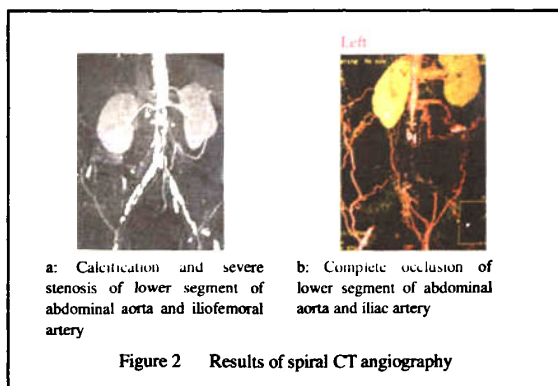 Left
a: Calcification and severe
stenosis of lower segment of
abdominal aorta and iliofemoral
artery
b: Complete occlusion of
lower segment of abdominal
aorta and iliac artery
Figure 2 Results of spiral CT angiography